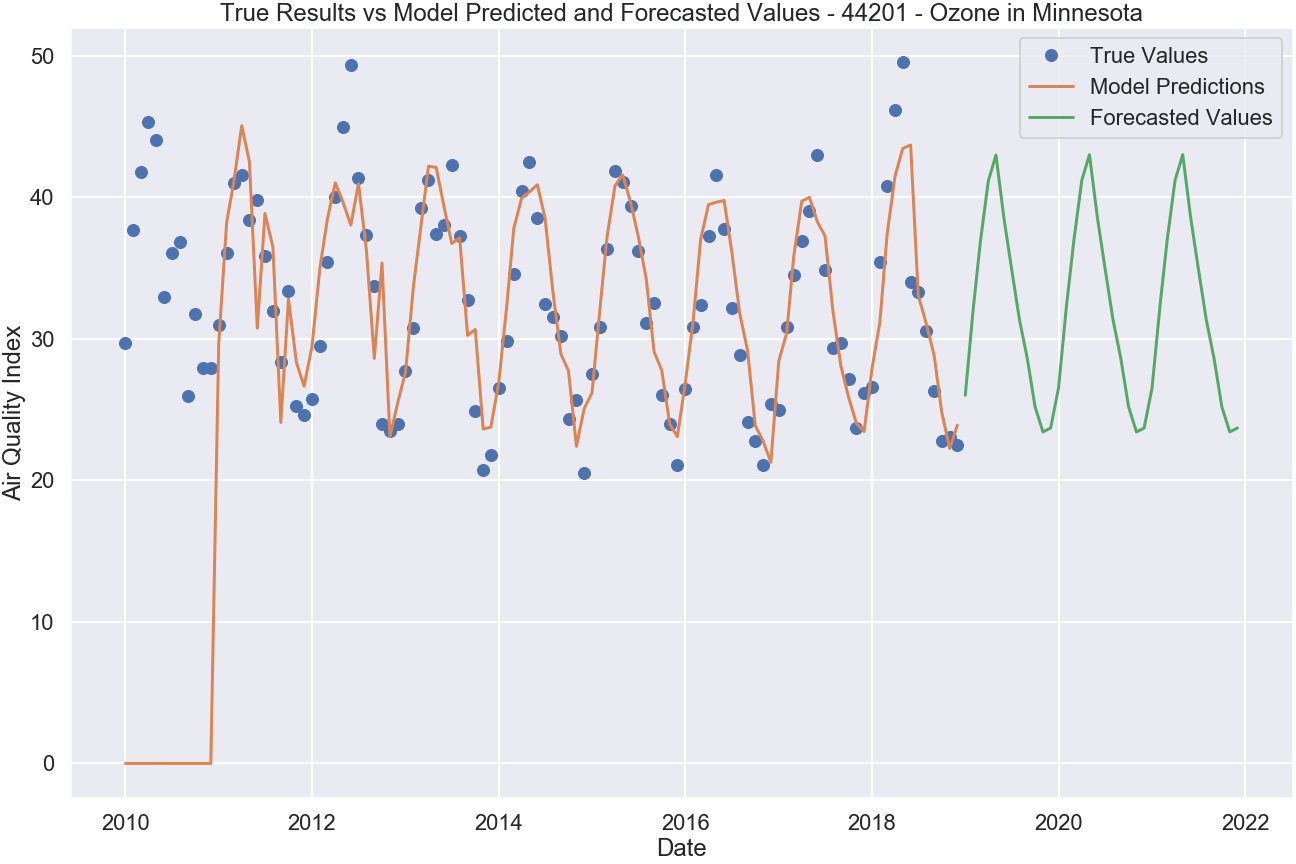 True Results vs Model Predicted and Forecasted Values - 44201 - Ozone in Minnesota
True Values
Model Predictions
Forecasted Values
Air Quality Index
50
40
30
20
10
0
2010 2012 2014 2016 2018 2020 2022
Date